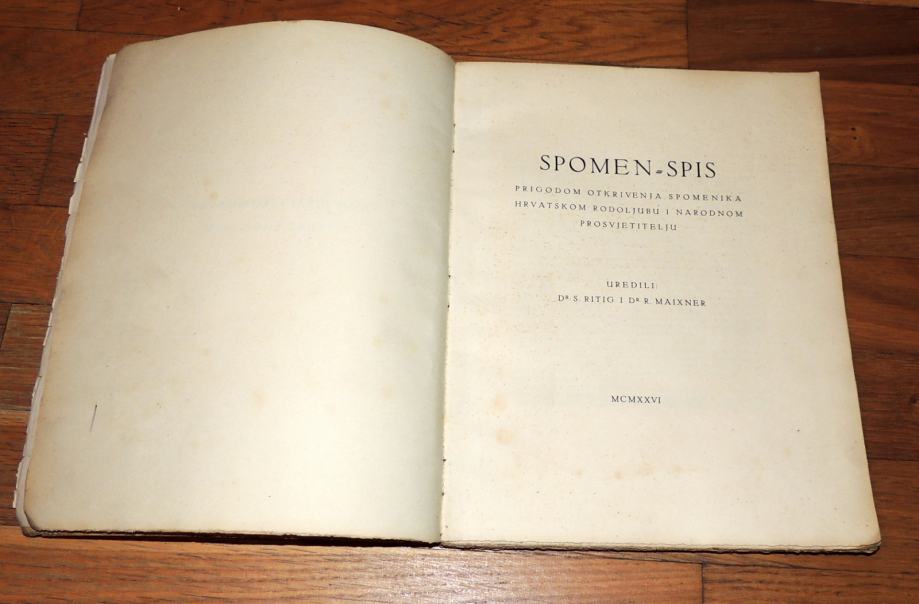 SPOMEN-SPIS
PRIGODOM OTKRIVENJA SPOMENIKA
HRVATSKOM RODOLJUBU I NARODNOM
PROSVJETITELJU
UREDILI:
DR. S. RITIG I DR. R. MAIXNER
MCMXXVI